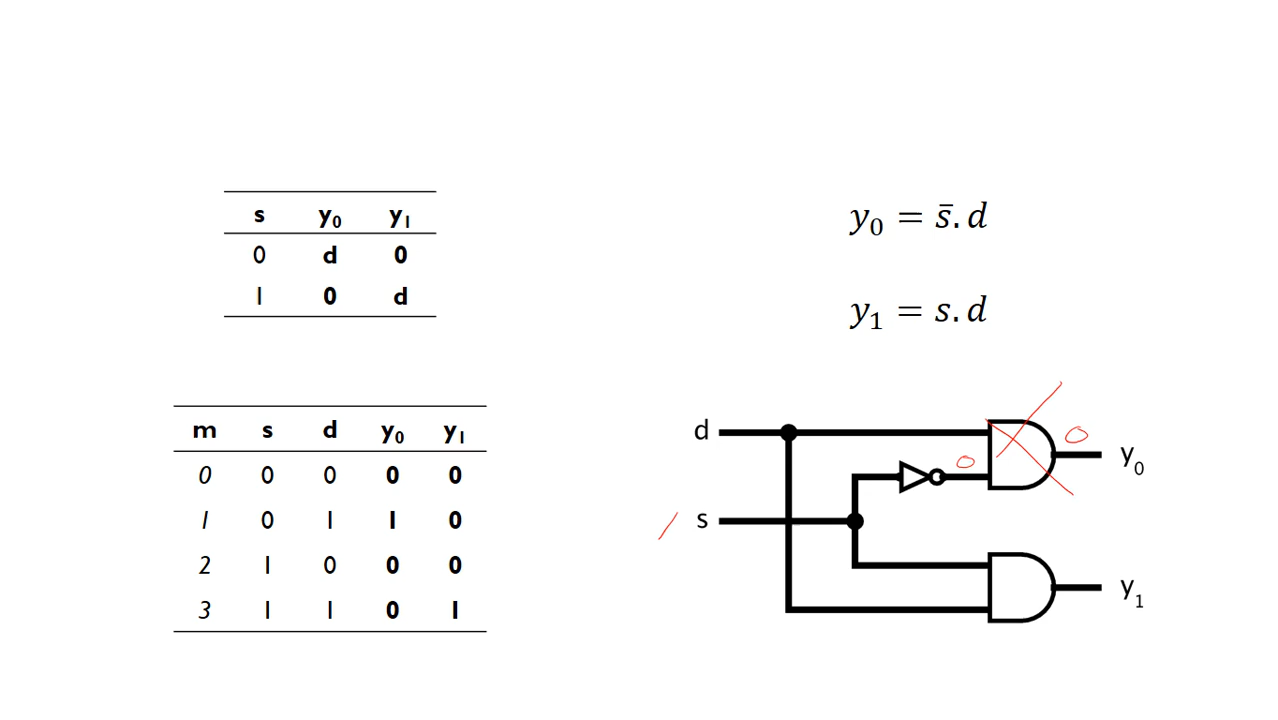 s y₀ y₁
0 d 0
1 0 d
y₀ = s̄.d
y₁ = s.d
m s d y₀ y₁
0 0 0 0 0
1 0 1 1 0
2 1 0 0 0
3 1 1 0 1
d
0
0
y₀
/ s
y₁